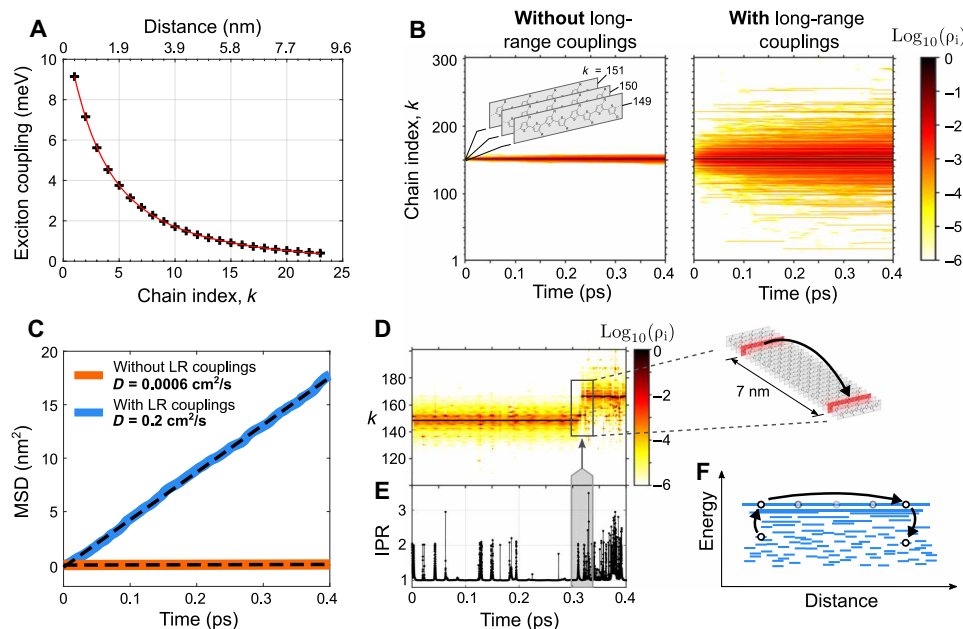 A
Distance (nm)
0 1.9 3.9 5.8 7.7 9.6
Exciton coupling (meV)
10
8
6
4
2
0
0 5 10 15 20 25
Chain index, k
B
Without long-
range couplings
With long-range
couplings
Log10(ρi)
Chain index, k
300
200
100
1
k = 151
150
149
0 0.1 0.2 0.3 0.4
Time (ps)
0 0.1 0.2 0.3 0.4
Time (ps)
0
−1
−2
−3
−4
−5
−6
C
MSD (nm²)
20
15
10
5
0
Without LR couplings
D = 0.0006 cm²/s
With LR couplings
D = 0.2 cm²/s
0 0.1 0.2 0.3 0.4
Time (ps)
D
Log10(ρi)
k
180
160
140
120
0
−2
−4
−6
7 nm
E
IPR
3
2
1
0 0.1 0.2 0.3 0.4
Time (ps)
F
Energy
Distance